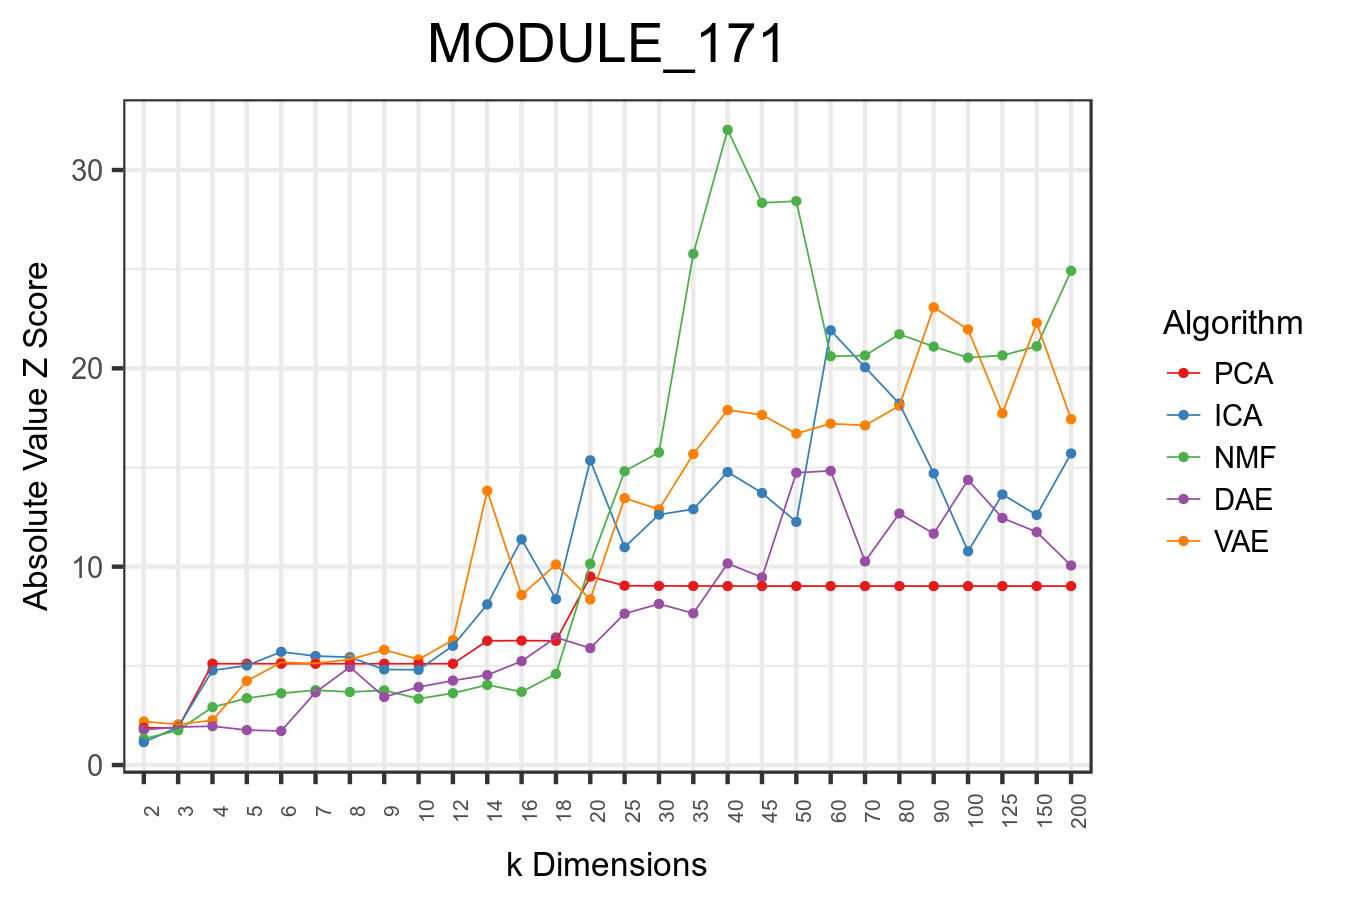 MODULE_171
Absolute Value Z Score
30
20
10
0
2 3 4 5 6 7 8 9 10 12 14 16 18 20 25 30 35 40 45 50 60 70 80 90 100 125 150 200
k Dimensions
Algorithm
PCA
ICA
NMF
DAE
VAE